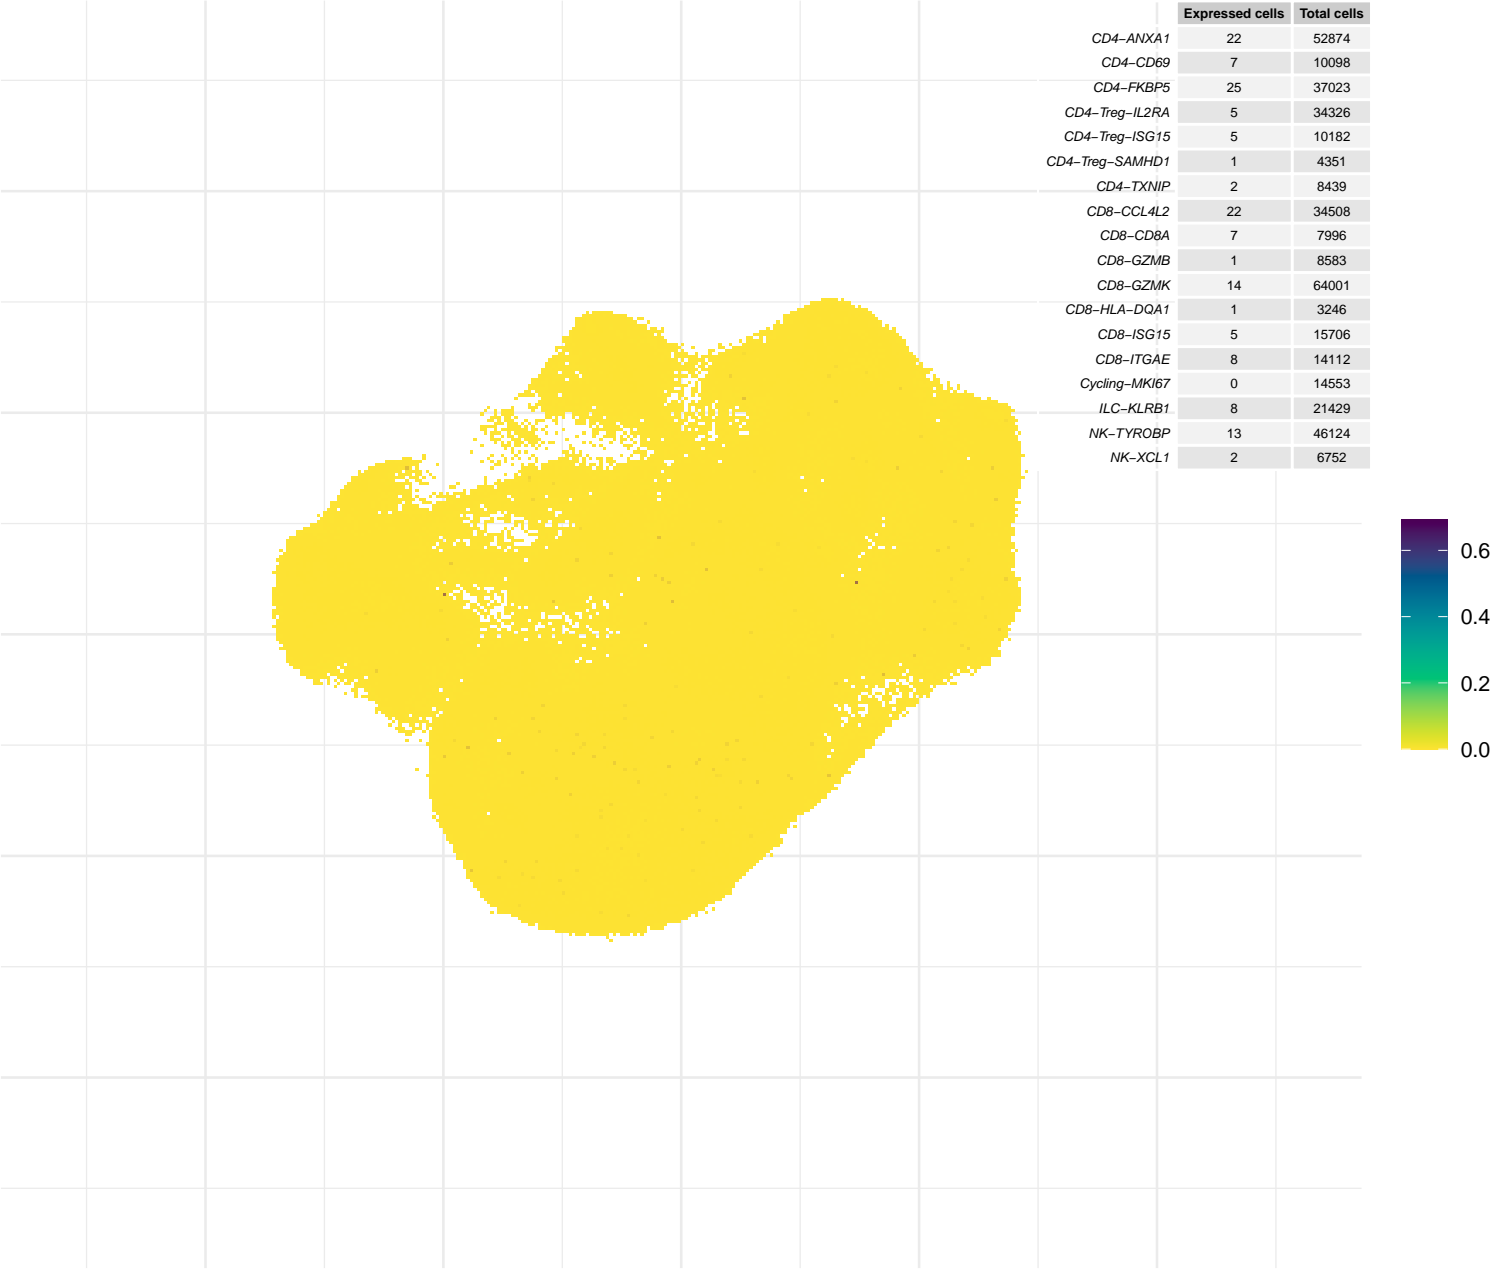 Expressed cells Total cells
CD4−ANXA1 22 52874
CD4−CD69 7 10098
CD4−FKBP5 25 37023
CD4−Treg−IL2RA 5 34326
CD4−Treg−ISG15 5 10182
CD4−Treg−SAMHD1 1 4351
CD4−TXNIP 2 8439
CD8−CCL4L2 22 34508
CD8−CD8A 7 7996
CD8−GZMB 1 8583
CD8−GZMK 14 64001
CD8−HLA−DQA1 1 3246
CD8−ISG15 5 15706
CD8−ITGAE 8 14112
Cycling−MKI67 0 14553
ILC−KLRB1 8 21429
NK−TYROBP 13 46124
NK−XCL1 2 6752
0.6
0.4
0.2
0.0